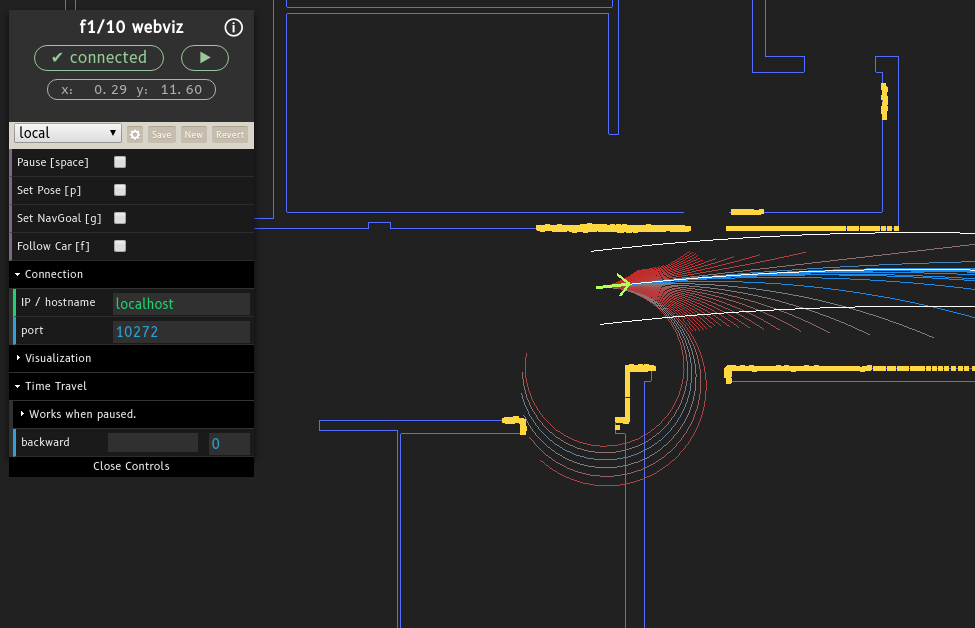 f1/10 webviz ⓘ
✔ connected ▶
x: 0.29 y: 11.60
local ▼ Save New Revert
Pause [space]
Set Pose [p]
Set NavGoal [g]
Follow Car [f]
Connection
IP / hostname localhost
port 10272
Visualization
Time Travel
Works when paused.
backward 0
Close Controls